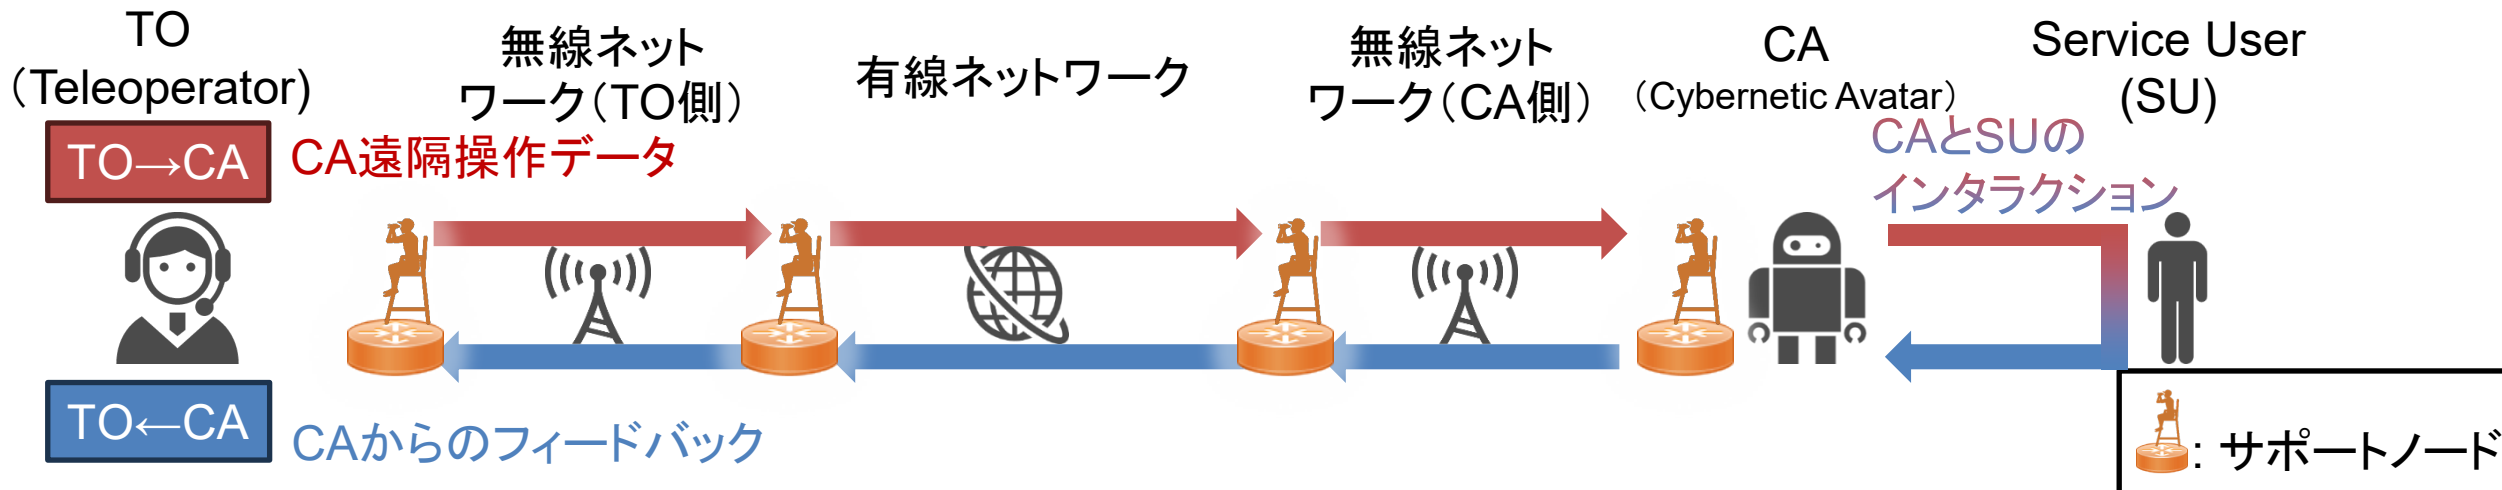 TO
（Teleoperator)
無線ネット
ワーク（TO側）
有線ネットワーク
無線ネット
ワーク（CA側）
CA
（Cybernetic Avatar）
Service User
(SU)
TO→CA
CA遠隔操作データ
CAとSUの
インタラクション
TO←CA
CAからのフィードバック
: サポートノード